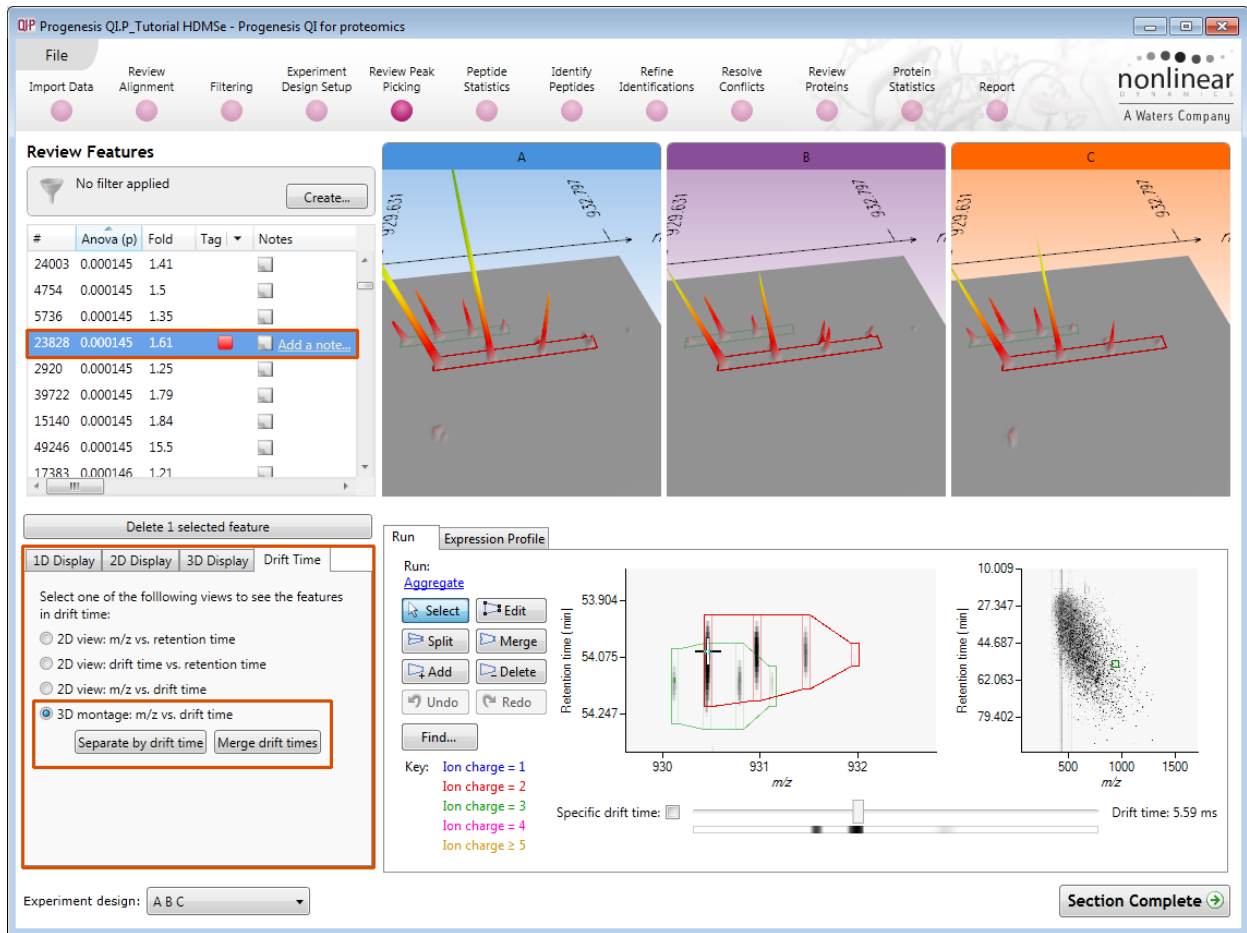 QIP Progenesis QI.P_Tutorial HDMSe - Progenesis QI for proteomics
File
Import Data
Review Alignment
Filtering
Experiment Design Setup
Review Peak Picking
Peptide Statistics
Identify Peptides
Refine Identifications
Resolve Conflicts
Review Proteins
Protein Statistics
Report
nonlinear
DYNAMICS
A Waters Company
Review Features
No filter applied
Create...
# Anova (p) Fold Tag Notes
24003 0.000145 1.41
4754 0.000145 1.5
5736 0.000145 1.35
23828 0.000145 1.61 Add a note...
2920 0.000145 1.25
39722 0.000145 1.79
15140 0.000145 1.84
49246 0.000145 15.5
17383 0.000146 1.21
A
929.631
932.797
B
929.631
932.797
C
929.631
932.797
Delete 1 selected feature
1D Display 2D Display 3D Display Drift Time
Select one of the folllowing views to see the features
in drift time:
2D view: m/z vs. retention time
2D view: drift time vs. retention time
2D view: m/z vs. drift time
3D montage: m/z vs. drift time
Separate by drift time Merge drift times
Run Expression Profile
Run:
Aggregate
Select Edit
Split Merge
Add Delete
Undo Redo
Find...
Key: Ion charge = 1
Ion charge = 2
Ion charge = 3
Ion charge = 4
Ion charge ≥ 5
Retention time (min)
53.904
54.075
54.247
930 931 932
m/z
Retention time (min)
10.009
27.347
44.687
62.063
79.402
500 1000 1500
m/z
Specific drift time:
Drift time: 5.59 ms
Experiment design: A B C
Section Complete